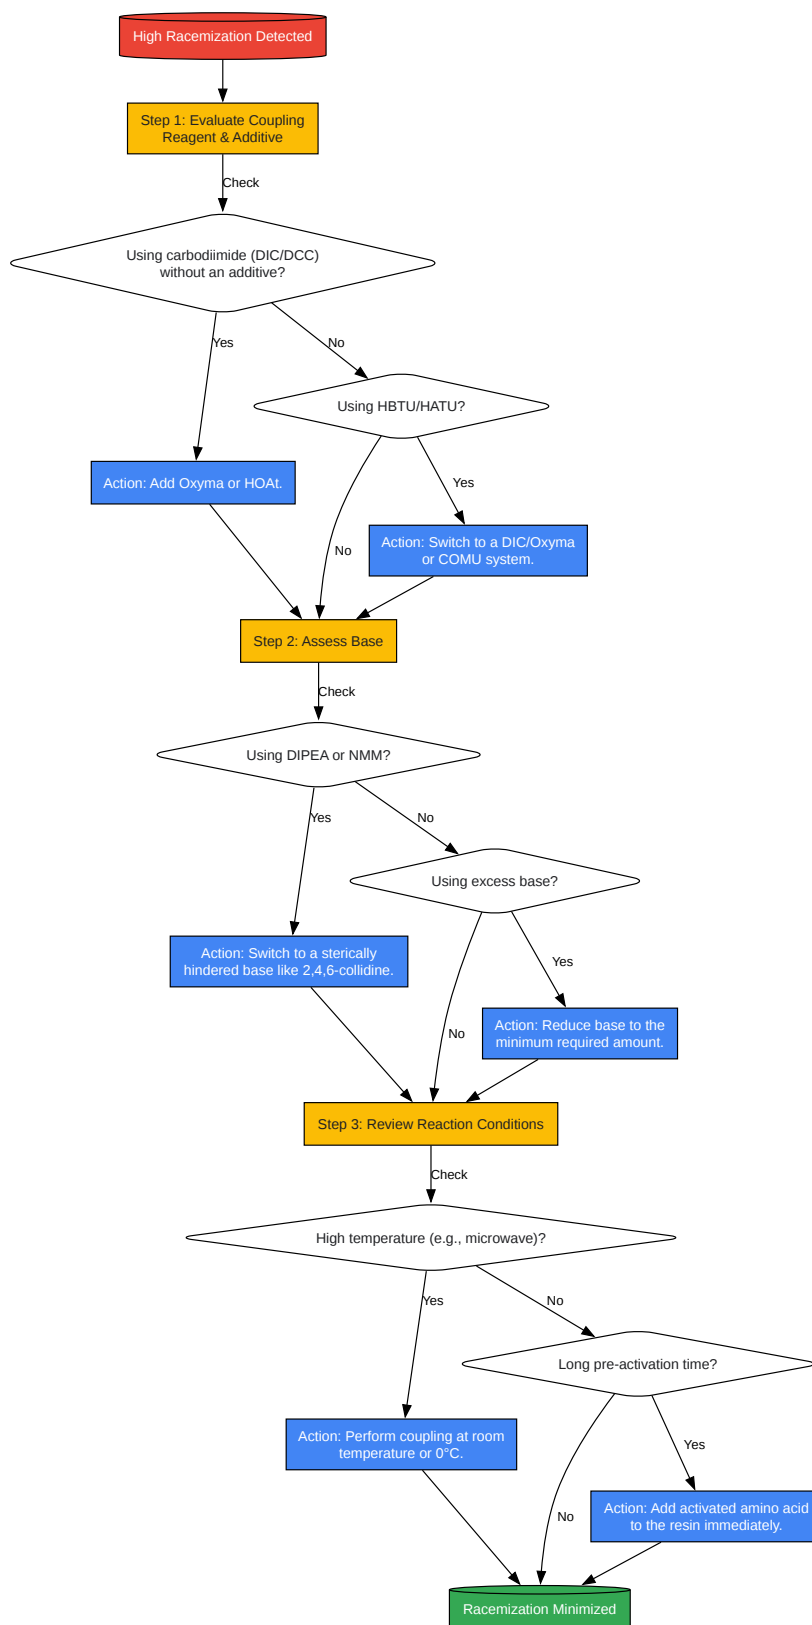 High Racemization Detected
Step 1: Evaluate Coupling
Reagent & Additive
Check
Using carbodiimide (DIC/DCC)
without an additive?
Yes
No
Using HBTU/HATU?
Action: Add Oxyma or HOAt.
Yes
No
Action: Switch to a DIC/Oxyma
or COMU system.
Step 2: Assess Base
Check
Using DIPEA or NMM?
Yes
No
Using excess base?
Action: Switch to a sterically
hindered base like 2,4,6-collidine.
Yes
No
Action: Reduce base to the
minimum required amount.
Step 3: Review Reaction Conditions
Check
High temperature (e.g., microwave)?
Yes
No
Long pre-activation time?
Action: Perform coupling at room
temperature or 0°C.
Yes
No
Action: Add activated amino acid
to the resin immediately.
Racemization Minimized